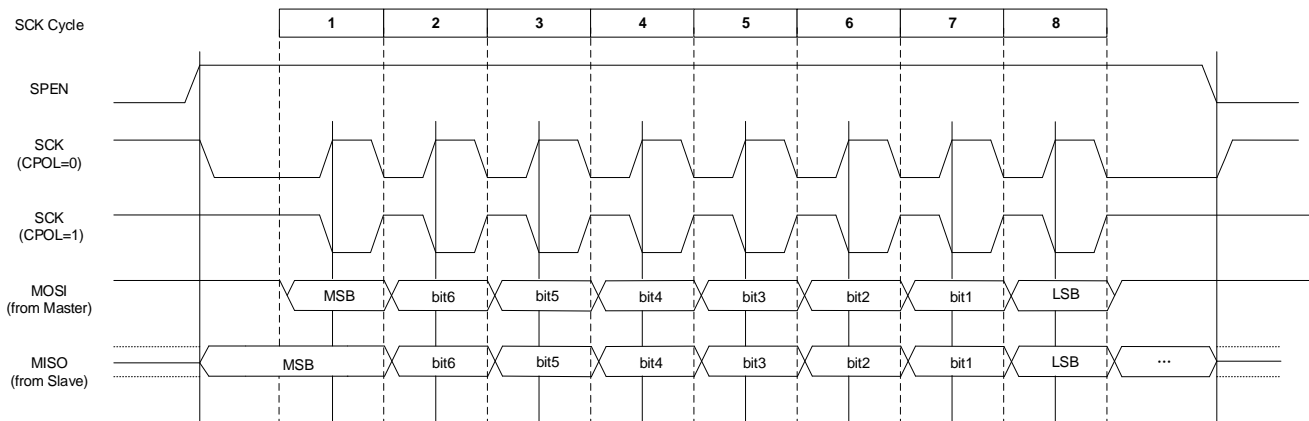 SCK Cycle 1 2 3 4 5 6 7 8
SPEN
SCK
(CPOL=0)
SCK
(CPOL=1)
MOSI
(from Master)
MSB bit6 bit5 bit4 bit3 bit2 bit1 LSB
MISO
(from Slave)
MSB bit6 bit5 bit4 bit3 bit2 bit1 LSB ...